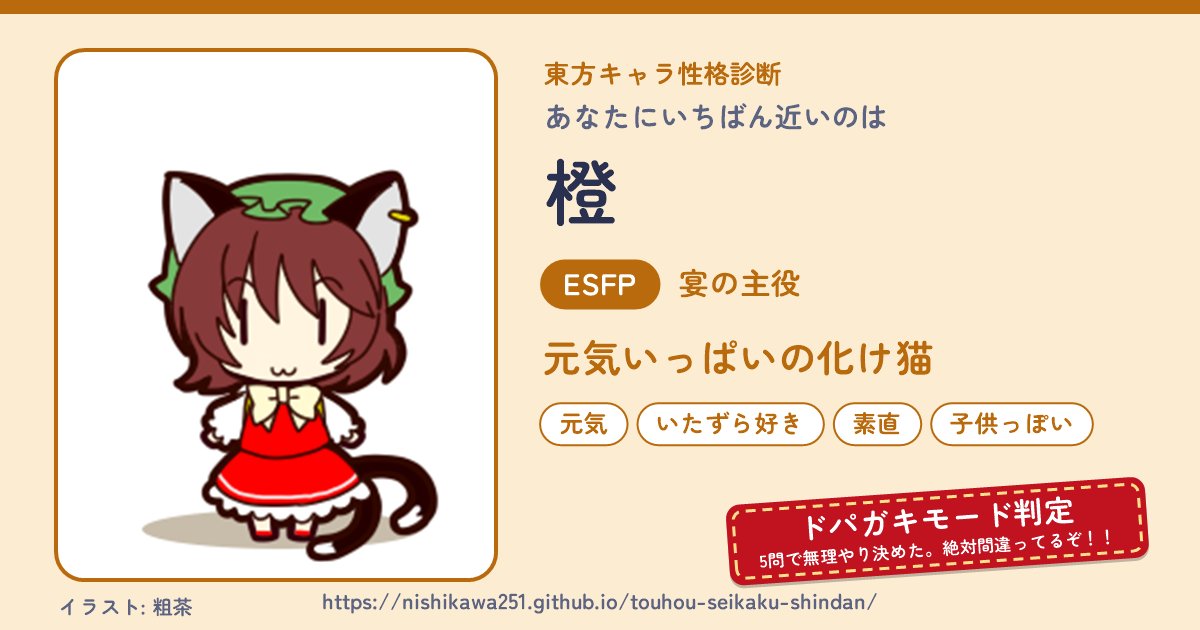 東方キャラ性格診断
あなたにいちばん近いのは
橙
ESFP 宴の主役
元気いっぱいの化け猫
元気 いたずら好き 素直 子供っぽい
ドパガキモード判定
5問で無理やり決めた。絶対間違ってるぞ！！
イラスト: 粗茶
https://nishikawa251.github.io/touhou-seikaku-shindan/